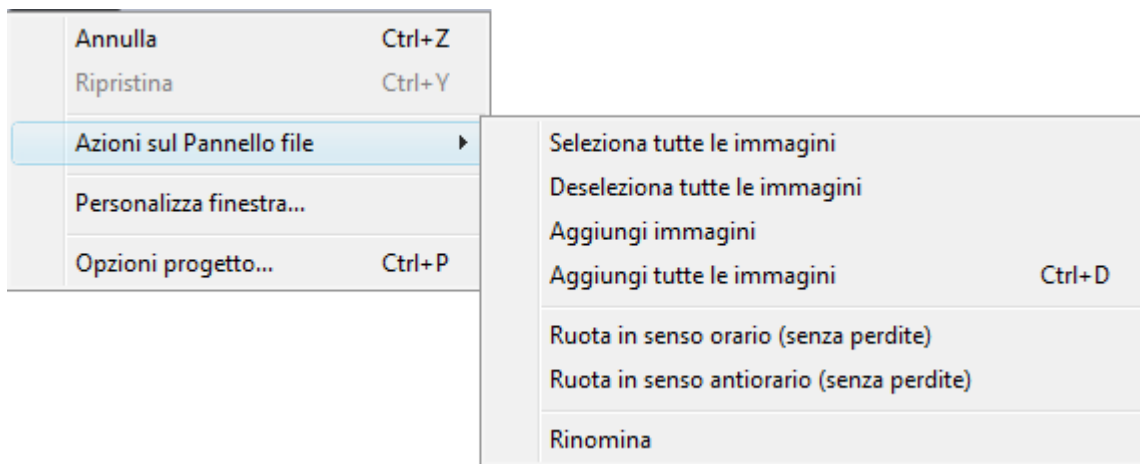 Annulla Ctrl+Z
Ripristina Ctrl+Y
Azioni sul Pannello file
Personalizza finestra...
Opzioni progetto... Ctrl+P
Seleziona tutte le immagini
Deseleziona tutte le immagini
Aggiungi immagini
Aggiungi tutte le immagini Ctrl+D
Ruota in senso orario (senza perdite)
Ruota in senso antiorario (senza perdite)
Rinomina